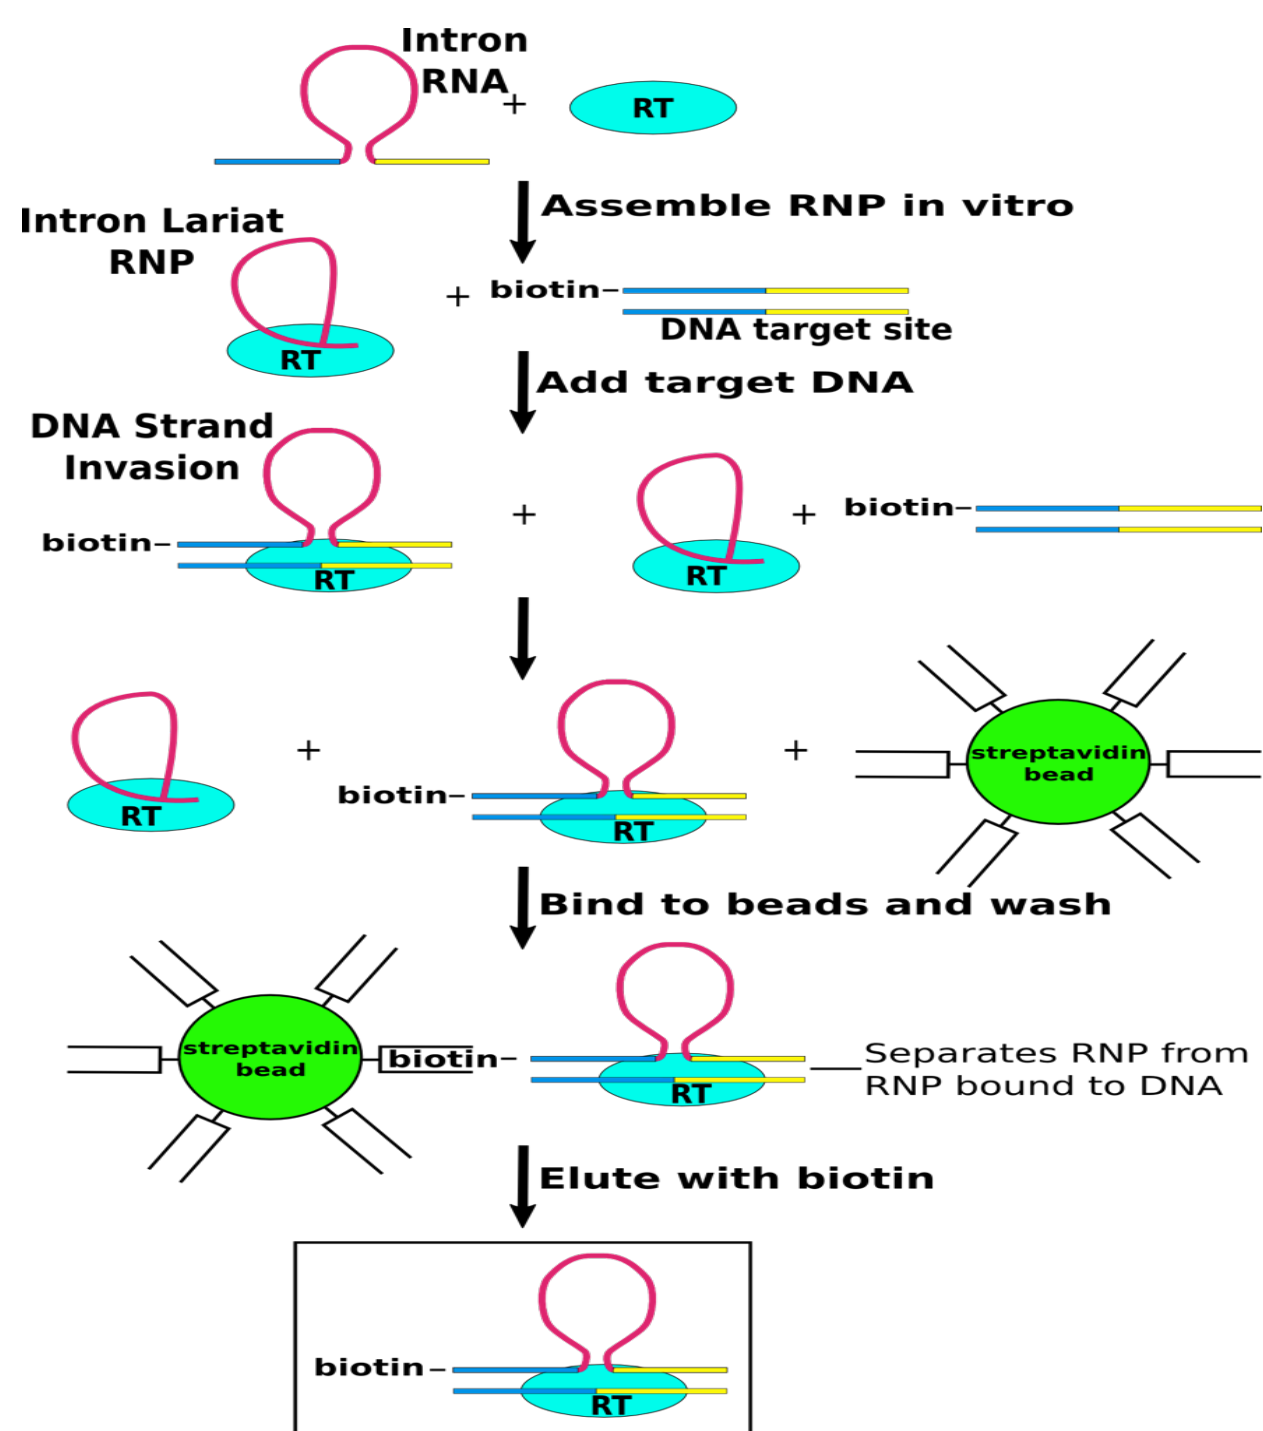 Intron
RNA
+
RT
Assemble RNP in vitro
Intron Lariat
RNP
RT
+
biotin–
DNA target site
Add target DNA
DNA Strand
Invasion
biotin–
RT
+
RT
+
biotin–
RT
+
biotin–
RT
+
streptavidin
bead
Bind to beads and wash
streptavidin
bead
biotin–
RT
Separates RNP from
RNP bound to DNA
Elute with biotin
biotin–
RT